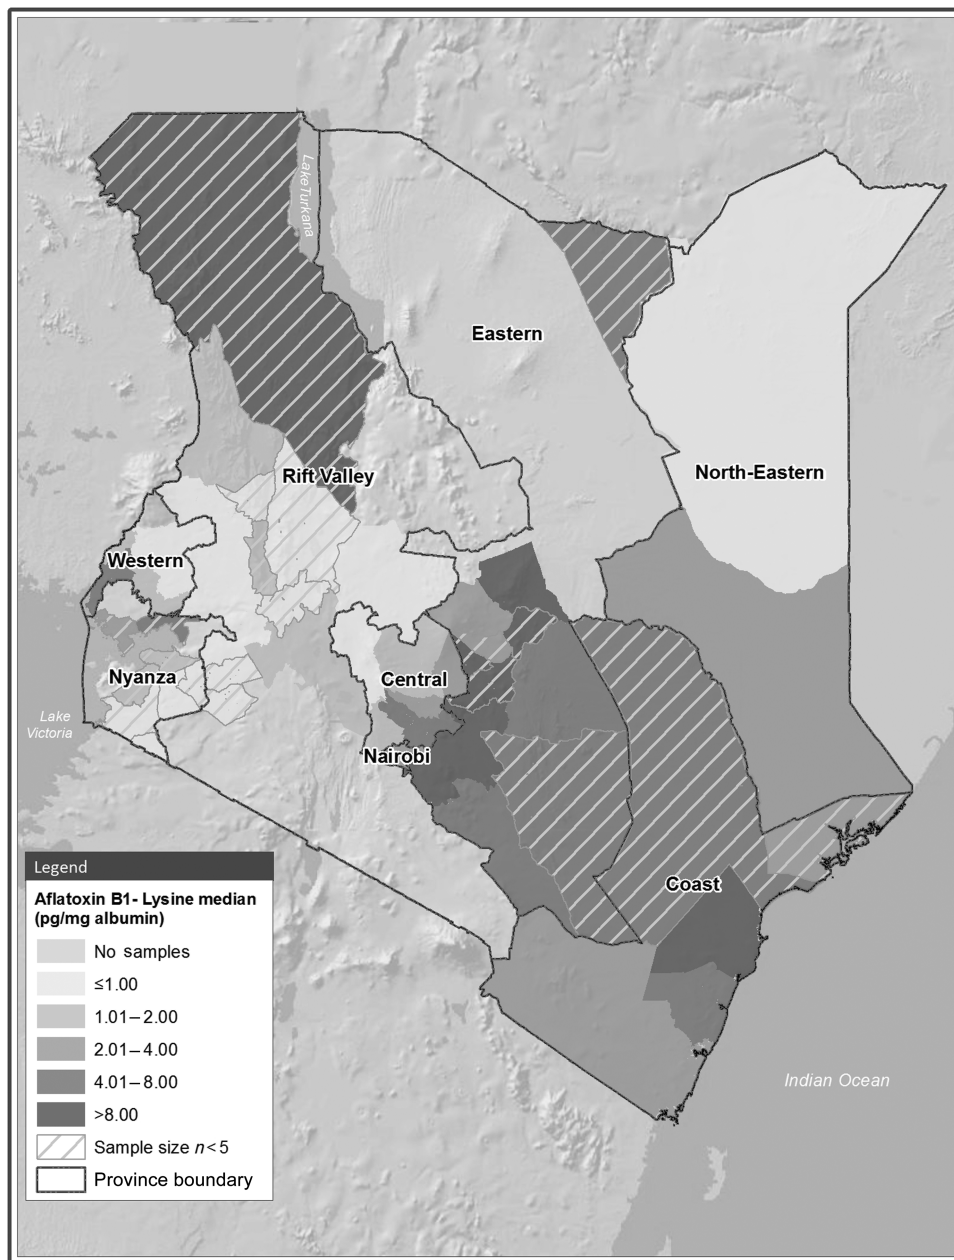 Lake Turkana
Eastern
Rift Valley
North-Eastern
Western
Nyanza
Central
Lake
Victoria
Nairobi
Coast
Indian Ocean
Legend
Aflatoxin B1- Lysine median
(pg/mg albumin)
No samples
≤1.00
1.01–2.00
2.01–4.00
4.01–8.00
>8.00
Sample size n<5
Province boundary